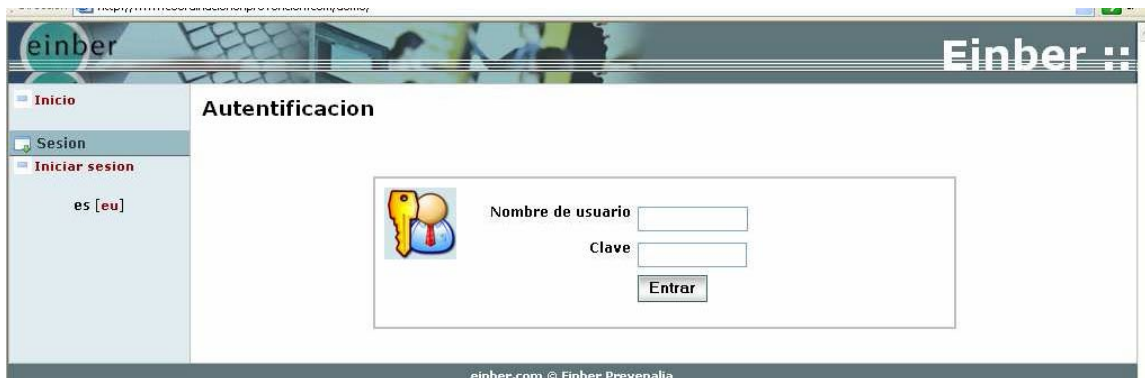 einber
Einber ::
Inicio
Autentificacion
Sesion
Iniciar sesion
es [eu]
Nombre de usuario
Clave
Entrar
einber.com © Einber Prevenalia